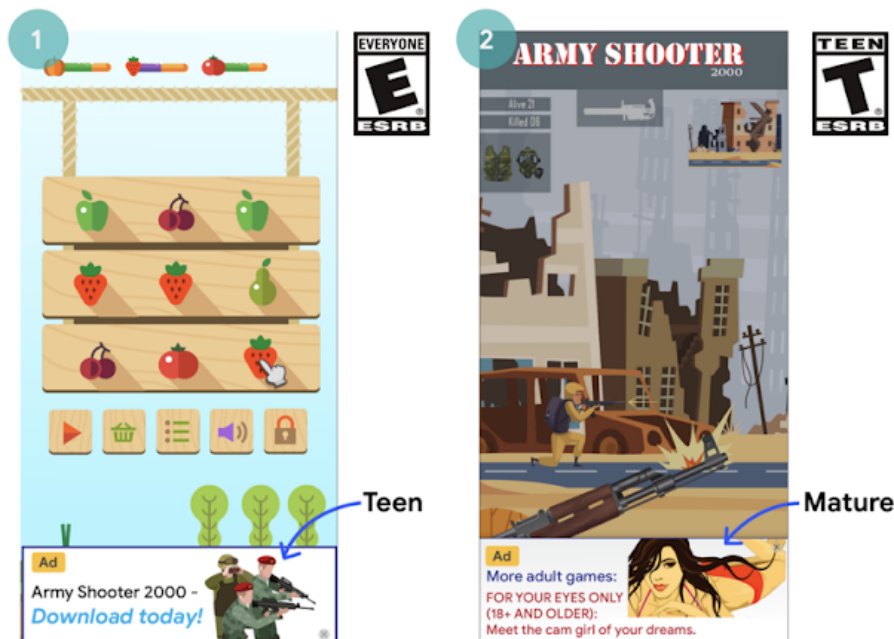 1
EVERYONE
E
ESRB
Ad
Army Shooter 2000 -
Download today!
Teen
2
ARMY SHOOTER
2000
TEEN
T
ESRB
Alive 21
Killed 06
Mature
Ad
More adult games:
FOR YOUR EYES ONLY
(18+ AND OLDER):
Meet the cam girl of your dreams.